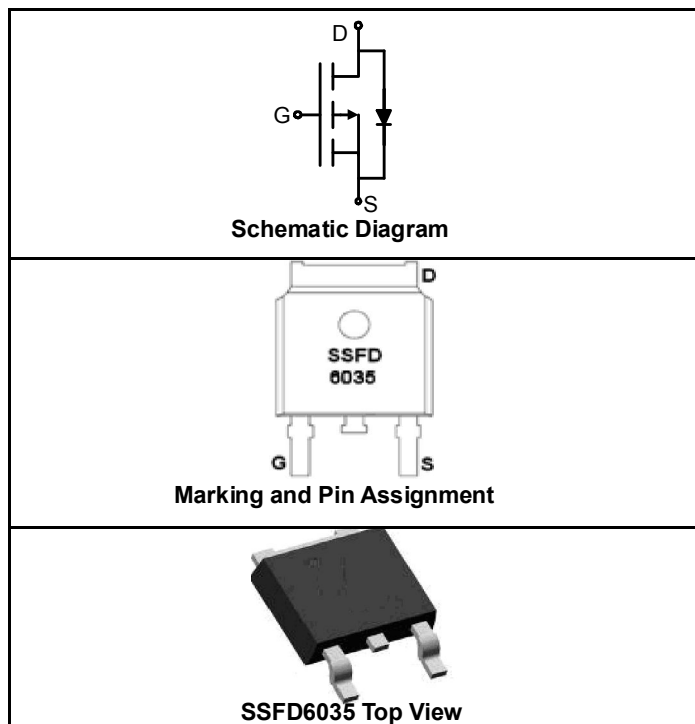 D
G
S
Schematic Diagram
D
SSFD
6035
G S
Marking and Pin Assignment
SSFD6035 Top View